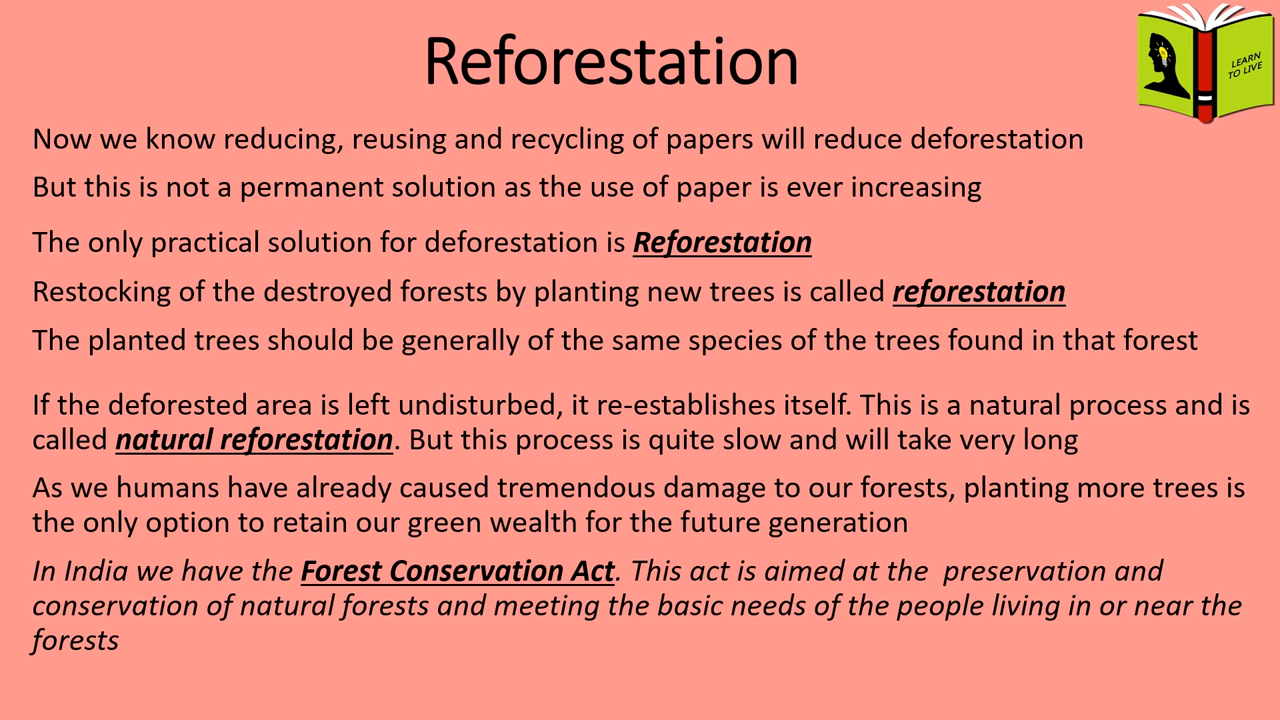 Reforestation
LEARN
TO LIVE
Now we know reducing, reusing and recycling of papers will reduce deforestation
But this is not a permanent solution as the use of paper is ever increasing
The only practical solution for deforestation is Reforestation
Restocking of the destroyed forests by planting new trees is called reforestation
The planted trees should be generally of the same species of the trees found in that forest
If the deforested area is left undisturbed, it re-establishes itself. This is a natural process and is
called natural reforestation. But this process is quite slow and will take very long
As we humans have already caused tremendous damage to our forests, planting more trees is
the only option to retain our green wealth for the future generation
In India we have the Forest Conservation Act. This act is aimed at the  preservation and
conservation of natural forests and meeting the basic needs of the people living in or near the
forests